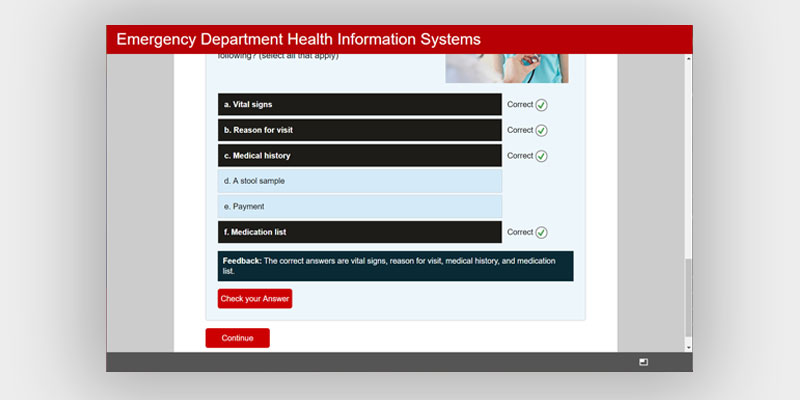 Emergency Department Health Information Systems
following? (select all that apply)
a. Vital signs
Correct
b. Reason for visit
Correct
c. Medical history
Correct
d. A stool sample
e. Payment
f. Medication list
Correct
Feedback: The correct answers are vital signs, reason for visit, medical history, and medication
list.
Check your Answer
Continue